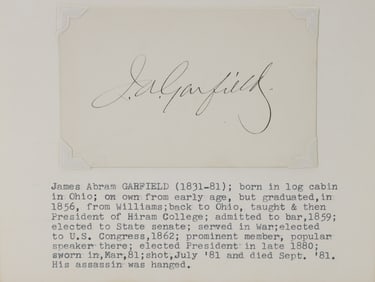 J.A.Garfield.
James Abram GARFIELD (1831-81); born in log cabin
in Ohio; on own from early age, but graduated,in
1856, from Williams;back to Ohio, taught & then
President of Hiram College; admitted to bar,1859;
elected to State senate; served in War;elected
to U.S. Congress,1862; prominent member, popular
speaker there; elected President in late 1880;
sworn in,Mar,81;shot,July '81 and died Sept. '81.
His assassin was hanged.